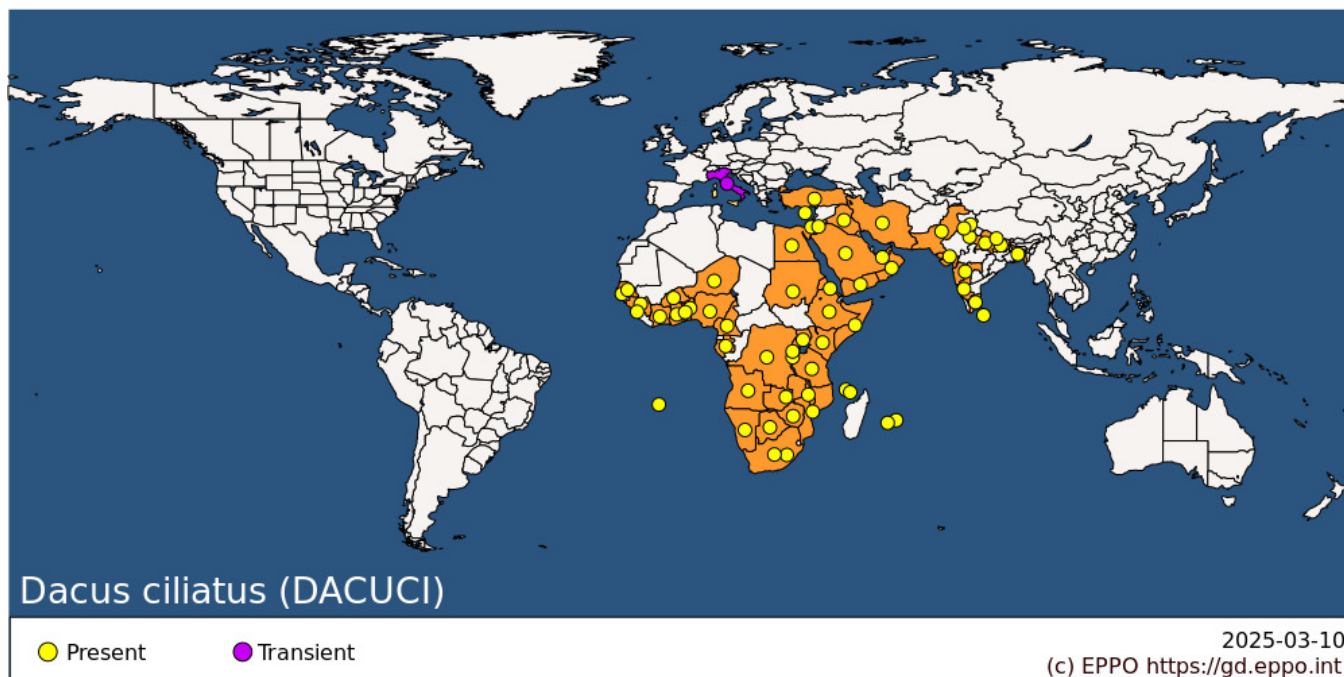 Dacus ciliatus (DACUCI)
Present
Transient
2025-03-10
(c) EPPO https://gd.eppo.int